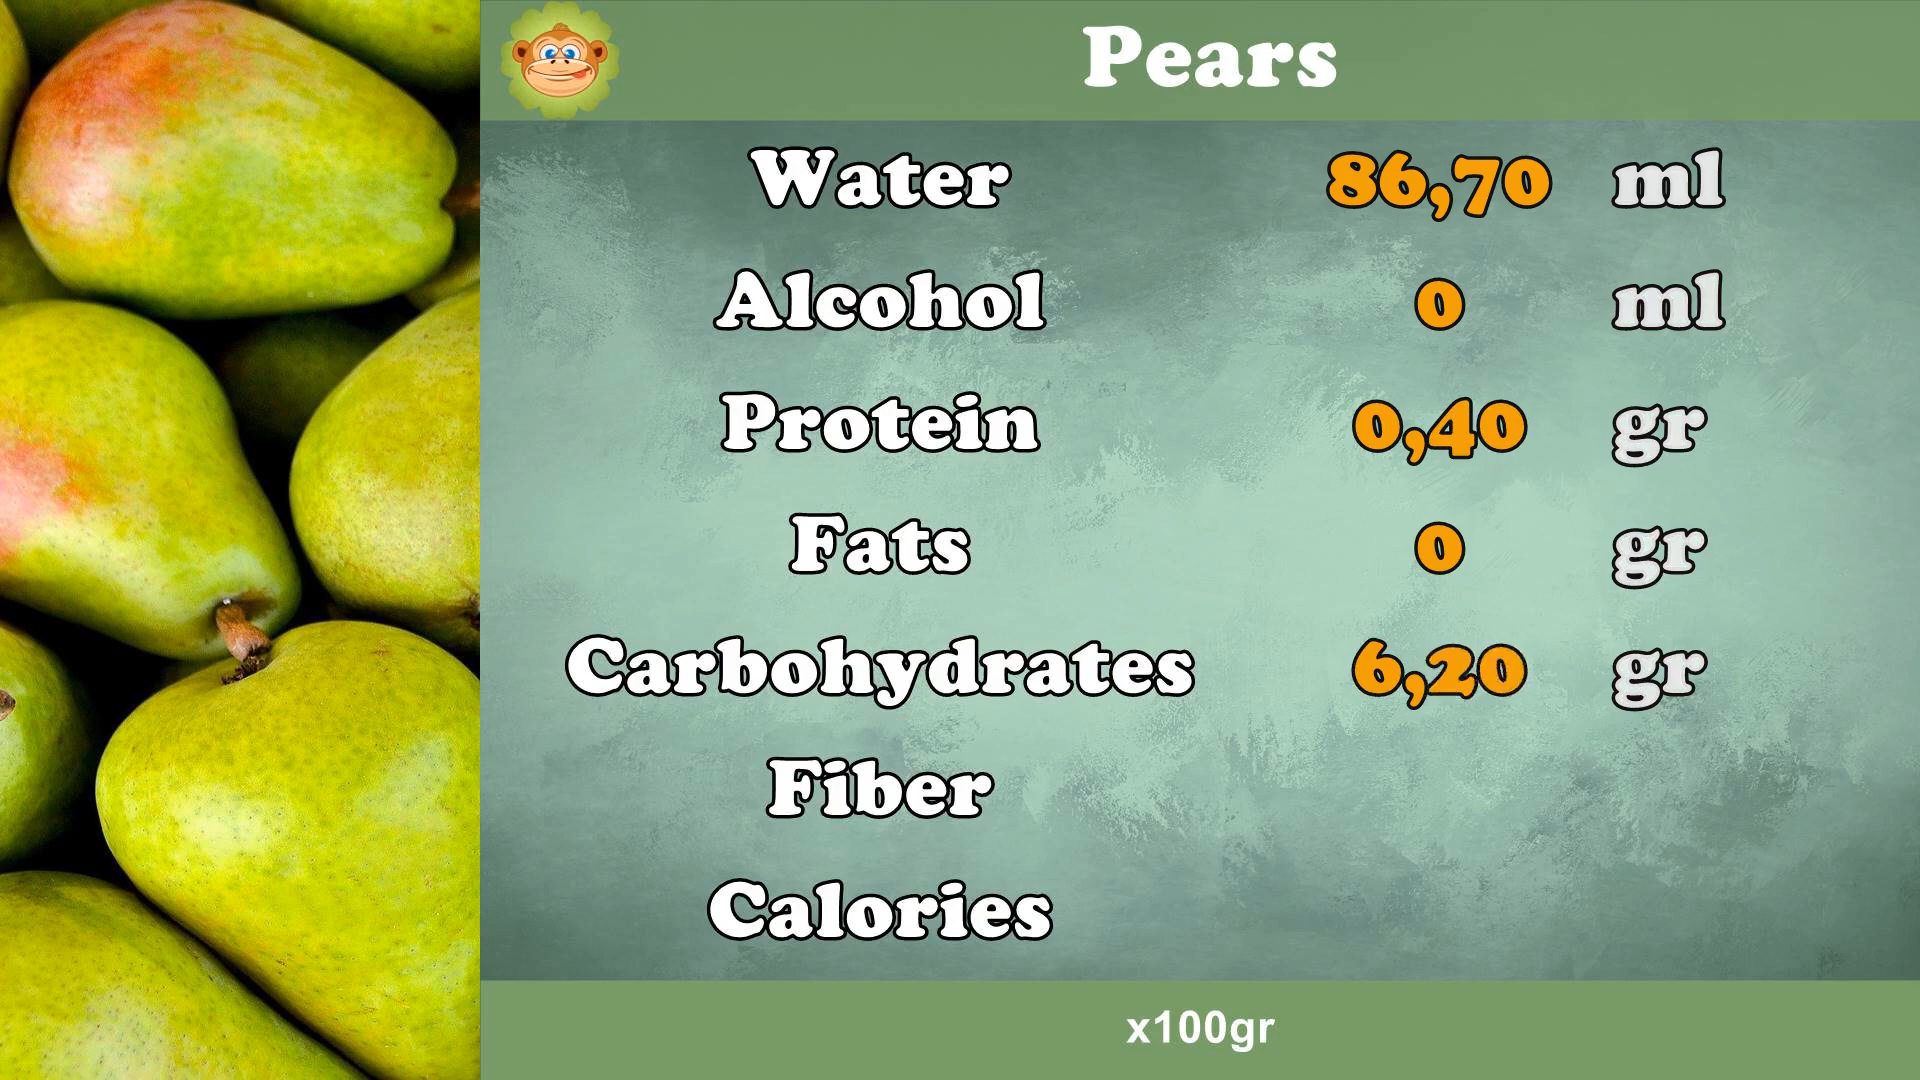 Pears
Water 86,70 ml
Alcohol 0 ml
Protein 0,40 gr
Fats 0 gr
Carbohydrates 6,20 gr
Fiber
Calories
x100gr